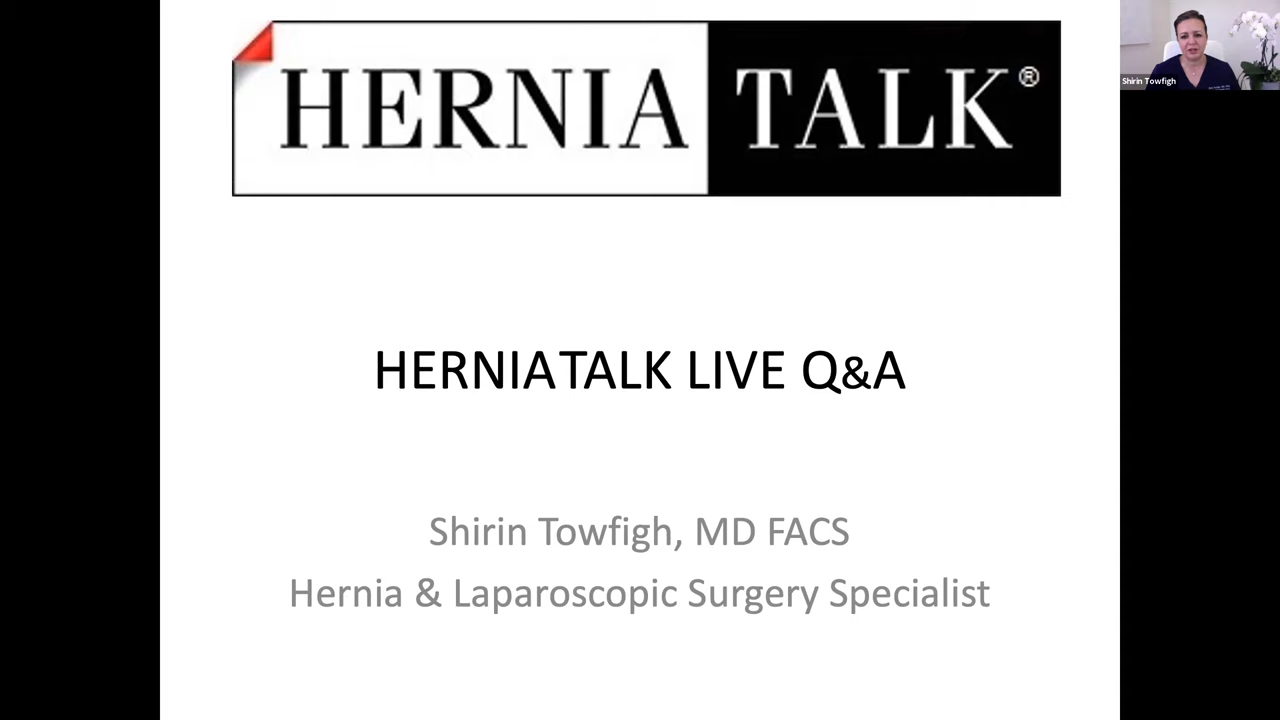 HERNIA TALK®
Shirin Towfigh
HERNIATALK LIVE Q&A
Shirin Towfigh, MD FACS
Hernia & Laparoscopic Surgery Specialist